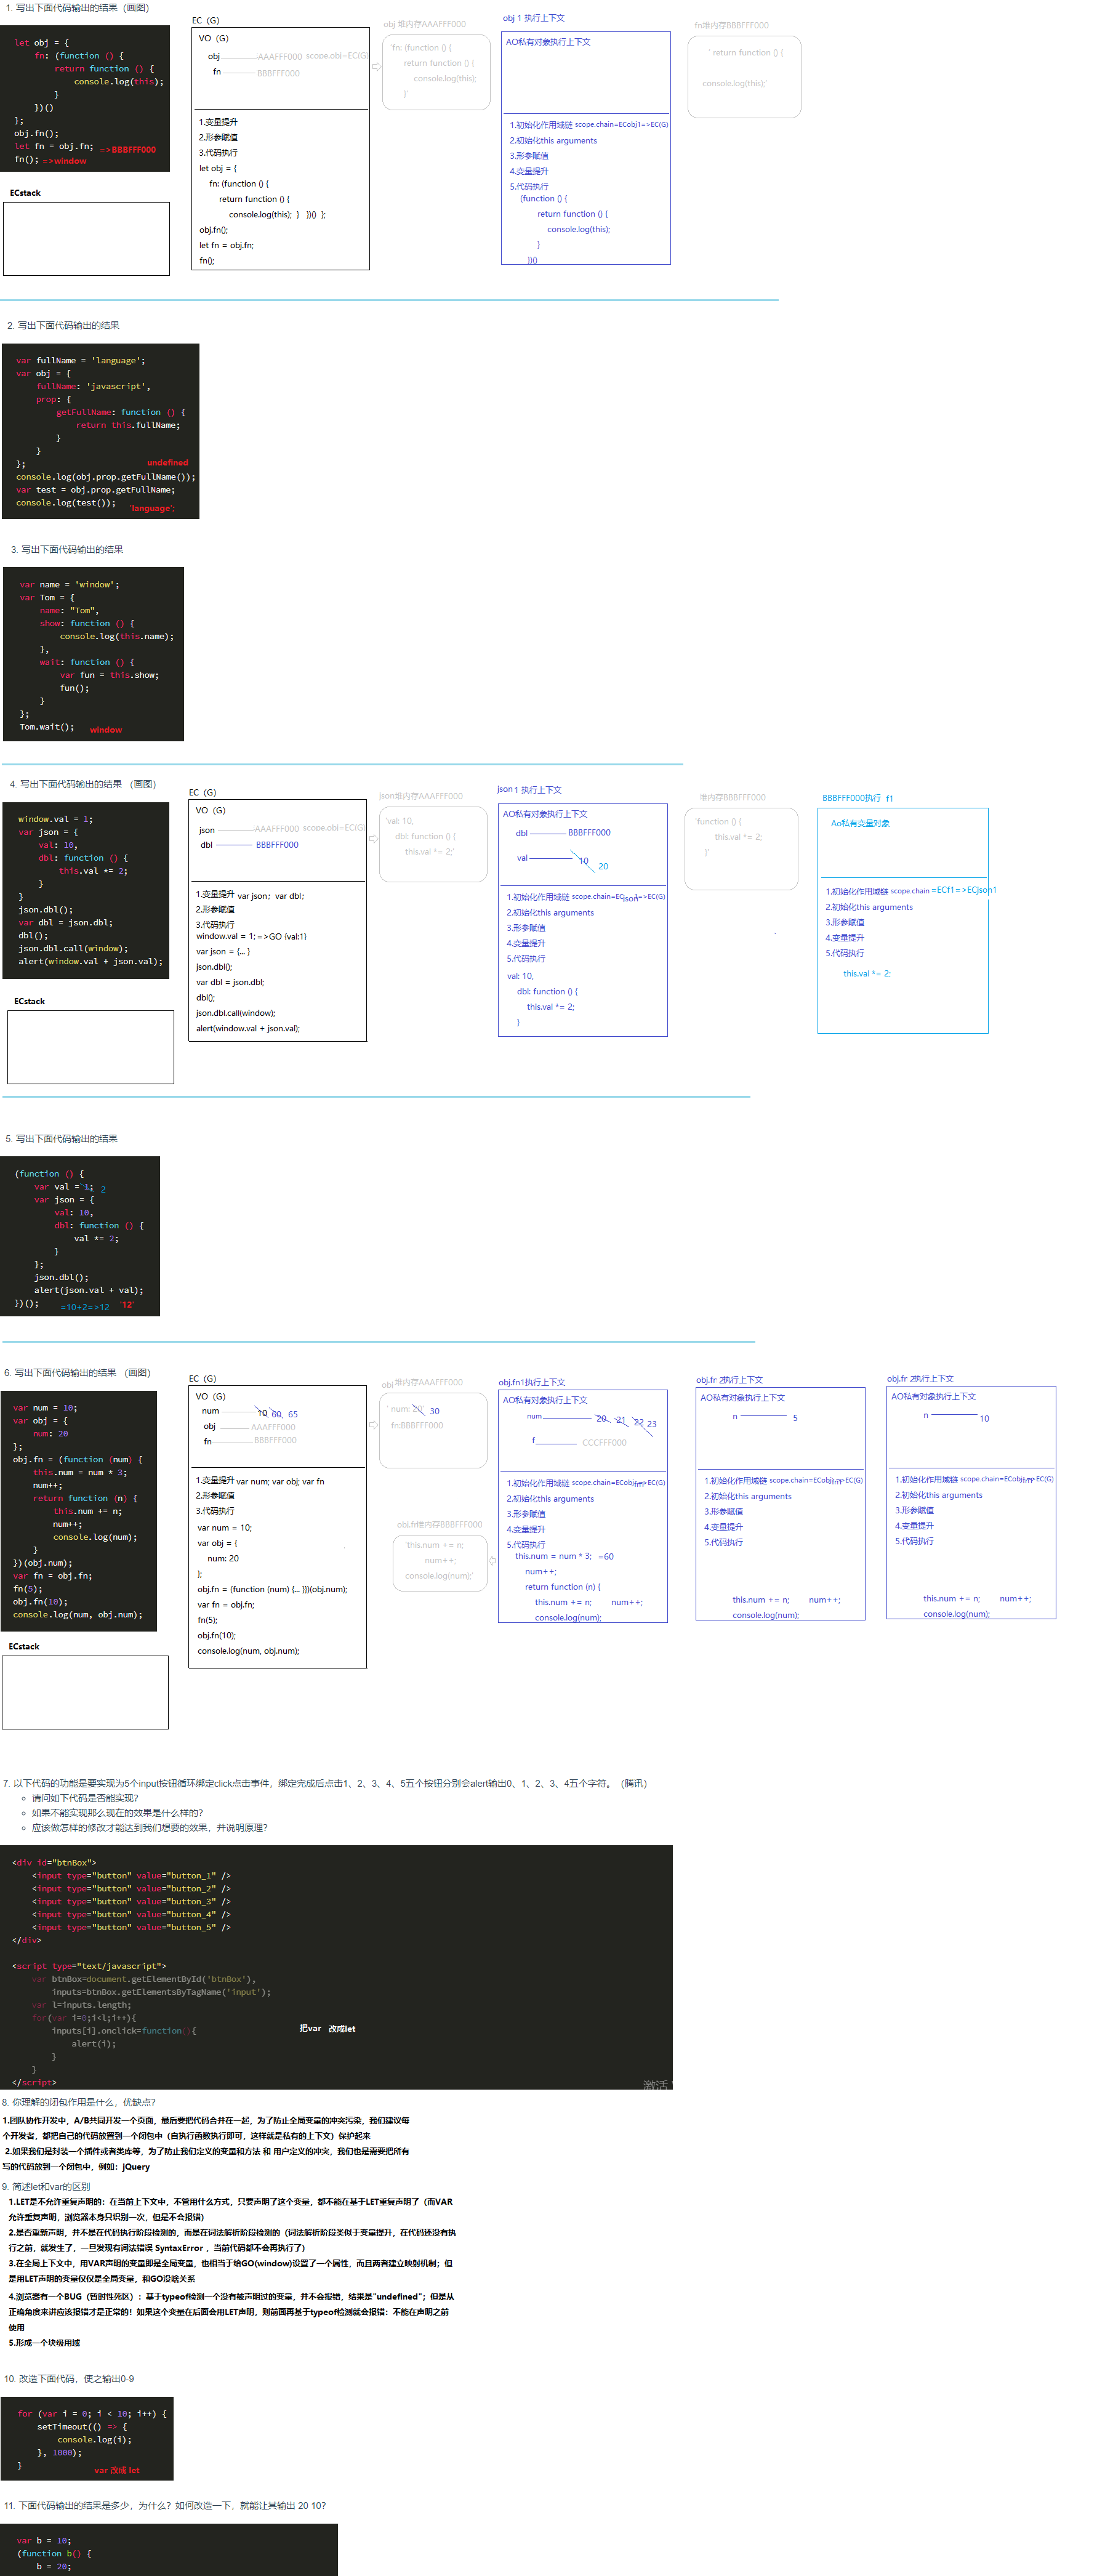 1. 写出下面代码输出的结果（画图）
let obj = {
fn: (function () {
return function () {
console.log(this);
}
})()
};
obj.fn();
let fn = obj.fn; =>BBBFFF000
fn(); =>window
ECstack
EC（G）
VO（G）
obj AAAFFF000 scope.obj=EC(G)
fn BBBFFF000
1.变量提升
2.形参赋值
3.代码执行
let obj = {
fn: (function () {
return function () {
console.log(this); } })() };
obj.fn();
let fn = obj.fn;
fn();
obj 堆内存AAAFFF000
'fn: (function () {
return function () {
console.log(this);
}'
obj 1 执行上下文
AO私有对象执行上下文
1.初始化作用域链 scope.chain=ECobj1=>EC(G)
2.初始化this arguments
3.形参赋值
4.变量提升
5.代码执行
(function () {
return function () {
console.log(this);
}
})()
fn堆内存BBBFFF000
' return function () {
console.log(this);'
2. 写出下面代码输出的结果
var fullName = 'language';
var obj = {
fullName: 'javascript',
prop: {
getFullName: function () {
return this.fullName;
}
}
};
undefined
console.log(obj.prop.getFullName());
var test = obj.prop.getFullName;
console.log(test()); 'language';
3. 写出下面代码输出的结果
var name = 'window';
var Tom = {
name: "Tom",
show: function () {
console.log(this.name);
},
wait: function () {
var fun = this.show;
fun();
}
};
Tom.wait(); window
4. 写出下面代码输出的结果 （画图）
window.val = 1;
var json = {
val: 10,
dbl: function () {
this.val *= 2;
}
}
json.dbl();
var dbl = json.dbl;
dbl();
json.dbl.call(window);
alert(window.val + json.val);
ECstack
EC（G）
VO（G）
json AAAFFF000 scope.obj=EC(G)
dbl BBBFFF000
1.变量提升 var json; var dbl;
2.形参赋值
3.代码执行
window.val = 1; =>GO {val:1}
var json = {... }
json.dbl();
var dbl = json.dbl;
dbl();
json.dbl.call(window);
alert(window.val + json.val);
json堆内存AAAFFF000
'val: 10,
dbl: function () {
this.val *= 2;'
json 1 执行上下文
AO私有对象执行上下文
dbl BBBFFF000
val 10 20
1.初始化作用域链 scope.chain=ECjson1=>EC(G)
2.初始化this arguments
3.形参赋值
4.变量提升
5.代码执行
val: 10,
dbl: function () {
this.val *= 2;
}
堆内存BBBFFF000
'function () {
this.val *= 2;
}'
BBBFFF000执行 f1
Ao私有变量对象
1.初始化作用域链 scope.chain =ECf1=>ECjson1
2.初始化this arguments
3.形参赋值
4.变量提升
5.代码执行
this.val *= 2;
5. 写出下面代码输出的结果
(function () {
var val = 1; 2
var json = {
val: 10,
dbl: function () {
val *= 2;
}
};
json.dbl();
alert(json.val + val);
})(); =10+2=>12 '12'
6. 写出下面代码输出的结果 （画图）
var num = 10;
var obj = {
num: 20
};
obj.fn = (function (num) {
this.num = num * 3;
num++;
return function (n) {
this.num += n;
num++;
console.log(num);
}
})(obj.num);
var fn = obj.fn;
fn(5);
obj.fn(10);
console.log(num, obj.num);
ECstack
EC（G）
VO（G）
num 10 60 65
obj AAAFFF000
fn BBBFFF000
1.变量提升 var num; var obj; var fn
2.形参赋值
3.代码执行
var num = 10;
var obj = {
num: 20
};
obj.fn = (function (num) {... }})(obj.num);
var fn = obj.fn;
fn(5);
obj.fn(10);
console.log(num, obj.num);
obj 堆内存AAAFFF000
' num: 20' 30
fn:BBBFFF000
obj.fn堆内存BBBFFF000
'this.num += n;
num++;
console.log(num);'
obj.fn1执行上下文
AO私有对象执行上下文
num 20 21 22 23
f CCCFFF000
1.初始化作用域链 scope.chain=ECobj.fn1=>EC(G)
2.初始化this arguments
3.形参赋值
4.变量提升
5.代码执行
this.num = num * 3; =60
num++;
return function (n) {
this.num += n; num++;
console.log(num);
obj.fr 2执行上下文
AO私有对象执行上下文
n 5
1.初始化作用域链 scope.chain=ECobj.fn1=>EC(G)
2.初始化this arguments
3.形参赋值
4.变量提升
5.代码执行
this.num += n; num++;
console.log(num);
obj.fr 2执行上下文
AO私有对象执行上下文
n 10
1.初始化作用域链 scope.chain=ECobj.fn1=>EC(G)
2.初始化this arguments
3.形参赋值
4.变量提升
5.代码执行
this.num += n; num++;
console.log(num);
7. 以下代码的功能是要实现为5个input按钮循环绑定click点击事件，绑定完成后点击1、2、3、4、5五个按钮分别会alert输出0、1、2、3、4五个字符。（腾讯）
请问如下代码是否能实现？
如果不能实现那么现在的效果是什么样的？
应该做怎样的修改才能达到我们想要的效果，并说明原理？
<div id="btnBox">
<input type="button" value="button_1" />
<input type="button" value="button_2" />
<input type="button" value="button_3" />
<input type="button" value="button_4" />
<input type="button" value="button_5" />
</div>
<script type="text/javascript">
var btnBox=document.getElementById('btnBox'),
inputs=btnBox.getElementsByTagName('input');
var l=inputs.length;
for(var i=0;i<l;i++){
inputs[i].onclick=function(){ 把var 改成let
alert(i);
}
}
</script>
激活
8. 你理解的闭包作用是什么，优缺点？
1.团队协作开发中，A/B共同开发一个页面，最后要把代码合并在一起，为了防止全局变量的冲突污染，我们建议每
个开发者，都把自己的代码放置到一个闭包中（自执行函数执行即可，这样就是私有的上下文）保护起来
2.如果我们是封装一个插件或者类库等，为了防止我们定义的变量和方法 和 用户定义的冲突，我们也是需要把所有
写的代码放到一个闭包中，例如：jQuery
9. 简述let和var的区别
1.LET是不允许重复声明的：在当前上下文中，不管用什么方式，只要声明了这个变量，都不能在基于LET重复声明了（而VAR
允许重复声明，浏览器本身只识别一次，但是不会报错）
2.是否重新声明，并不是在代码执行阶段检测的，而是在词法解析阶段检测的（词法解析阶段类似于变量提升，在代码还没有执
行之前，就发生了，一旦发现有词法错误 SyntaxError ，当前代码都不会再执行了）
3.在全局上下文中，用VAR声明的变量即是全局变量，也相当于给GO(window)设置了一个属性，而且两者建立映射机制；但
是用LET声明的变量仅仅是全局变量，和GO没啥关系
4.浏览器有一个BUG（暂时性死区）：基于typeof检测一个没有被声明过的变量，并不会报错，结果是"undefined"；但是从
正确角度来讲应该报错才是正常的！如果这个变量在后面会用LET声明，则前面再基于typeof检测就会报错：不能在声明之前
使用
5.形成一个块级用域
10. 改造下面代码，使之输出0-9
for (var i = 0; i < 10; i++) {
setTimeout(() => {
console.log(i);
}, 1000);
} var 改成 let
11. 下面代码输出的结果是多少，为什么？如何改造一下，就能让其输出 20 10？
var b = 10;
(function b() {
b = 20;